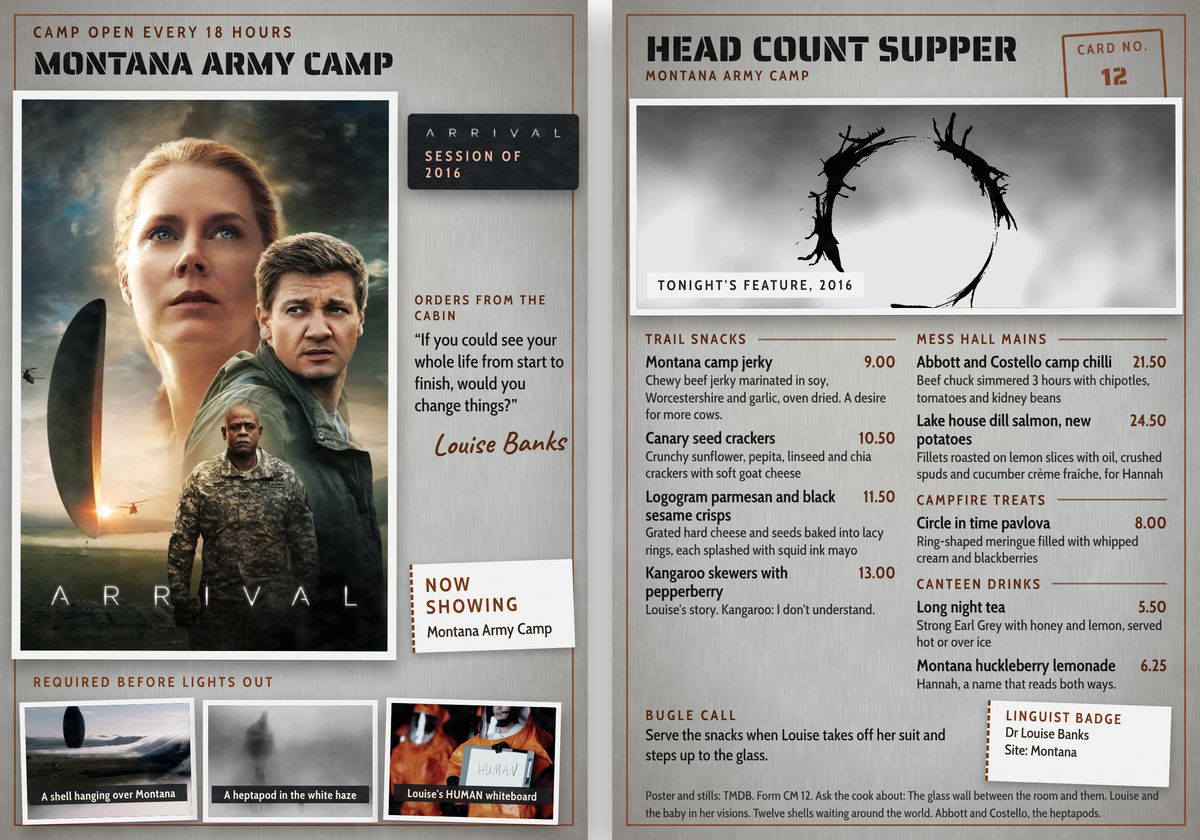 CAMP OPEN EVERY 18 HOURS
MONTANA ARMY CAMP
ARRIVAL
SESSION OF
2016
ORDERS FROM THE
CABIN
“If you could see your
whole life from start to
finish, would you
change things?”
Louise Banks
ARRIVAL
NOW
SHOWING
Montana Army Camp
REQUIRED BEFORE LIGHTS OUT
A shell hanging over Montana
A heptapod in the white haze
HUMAN
Louise's HUMAN whiteboard
HEAD COUNT SUPPER
MONTANA ARMY CAMP
CARD NO.
12
TONIGHT'S FEATURE, 2016
TRAIL SNACKS
Montana camp jerky 9.00
Chewy beef jerky marinated in soy,
Worcestershire and garlic, oven dried. A desire
for more cows.
Canary seed crackers 10.50
Crunchy sunflower, pepita, linseed and chia
crackers with soft goat cheese
Logogram parmesan and black 11.50
sesame crisps
Grated hard cheese and seeds baked into lacy
rings, each splashed with squid ink mayo
Kangaroo skewers with 13.00
pepperberry
Louise's story. Kangaroo: I don't understand.
MESS HALL MAINS
Abbott and Costello camp chilli 21.50
Beef chuck simmered 3 hours with chipotles,
tomatoes and kidney beans
Lake house dill salmon, new 24.50
potatoes
Fillets roasted on lemon slices with oil, crushed
spuds and cucumber crème fraîche, for Hannah
CAMPFIRE TREATS
Circle in time pavlova 8.00
Ring-shaped meringue filled with whipped
cream and blackberries
CANTEEN DRINKS
Long night tea 5.50
Strong Earl Grey with honey and lemon, served
hot or over ice
Montana huckleberry lemonade 6.25
Hannah, a name that reads both ways.
BUGLE CALL
Serve the snacks when Louise takes off her suit and
steps up to the glass.
LINGUIST BADGE
Dr Louise Banks
Site: Montana
Poster and stills: TMDB. Form CM 12. Ask the cook about: The glass wall between the room and them. Louise and
the baby in her visions. Twelve shells waiting around the world. Abbott and Costello, the heptapods.